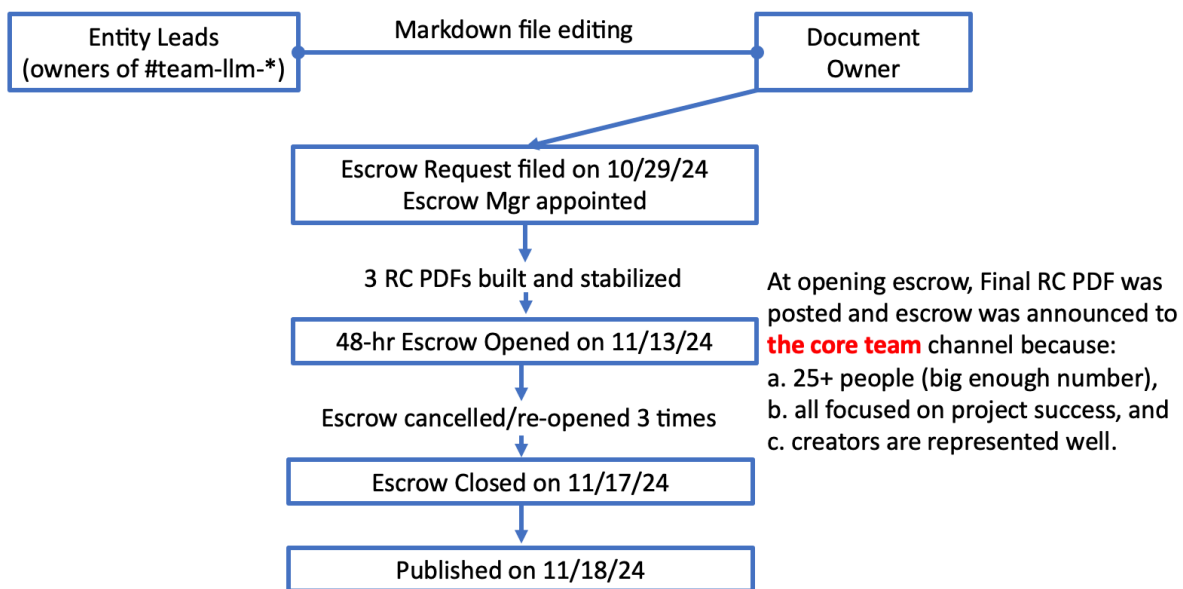 Entity Leads
(owners of #team-llm-*)
Markdown file editing
Document
Owner
Escrow Request filed on 10/29/24
Escrow Mgr appointed
3 RC PDFs built and stabilized
48-hr Escrow Opened on 11/13/24
At opening escrow, Final RC PDF was
posted and escrow was announced to
the core team channel because:
a. 25+ people (big enough number),
b. all focused on project success, and
c. creators are represented well.
Escrow cancelled/re-opened 3 times
Escrow Closed on 11/17/24
Published on 11/18/24